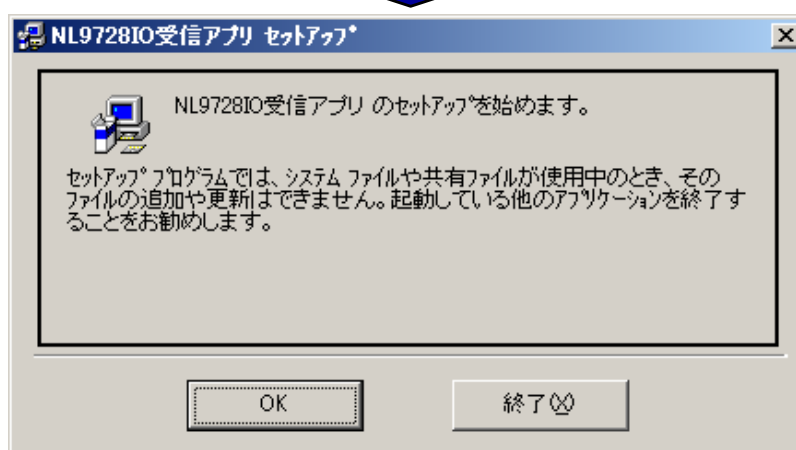 NL9728IO受信アプリ ｾｯﾄｱｯﾌﾟ
NL9728IO受信アプリ のｾｯﾄｱｯﾌﾟを始めます。
ｾｯﾄｱｯﾌﾟ ﾌﾟﾛｸﾞﾗﾑでは、ｼｽﾃﾑ ﾌｧｲﾙや共有ﾌｧｲﾙが使用中のとき、その
ﾌｧｲﾙの追加や更新はできません。起動している他のｱﾌﾟﾘｹｰｼｮﾝを終了す
ることをお勧めします。
OK
終了(X)